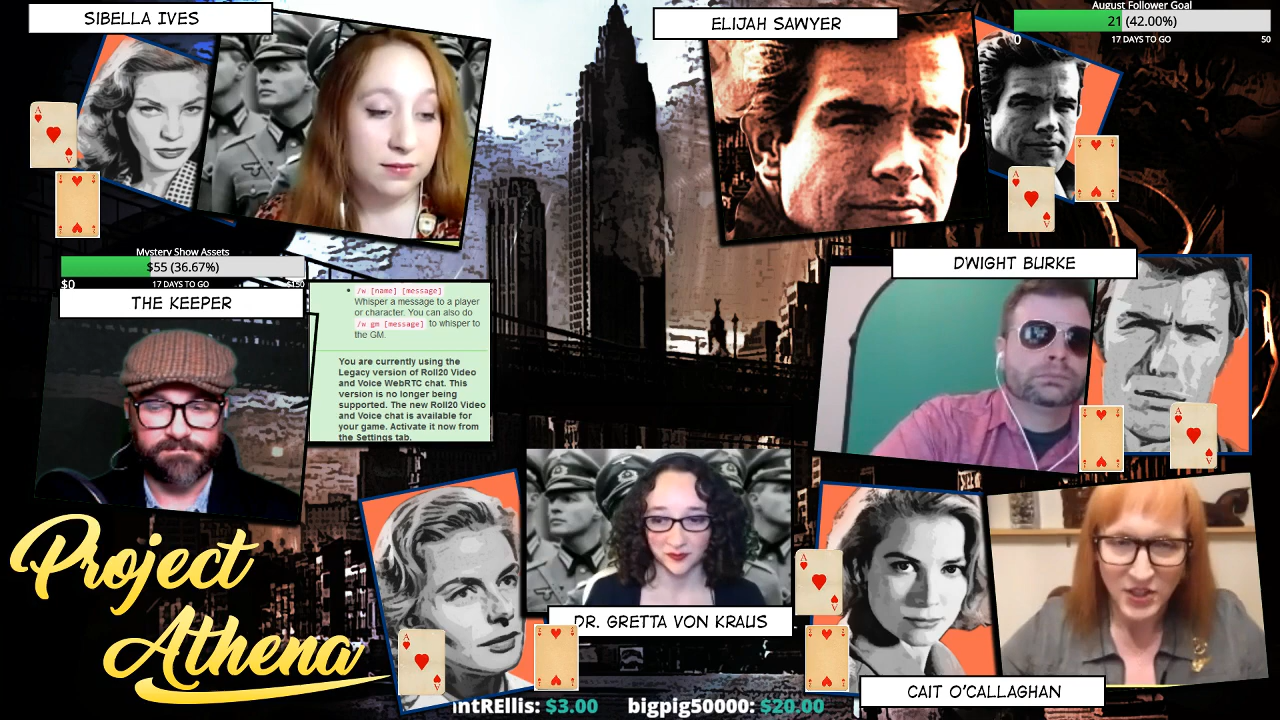 SIBELLA IVES
ELIJAH SAWYER
August Follower Goal
21 (42.00%)
0
17 DAYS TO GO
50
Mystery Show Assets
$55 (36.67%)
$0
17 DAYS TO GO
$150
THE KEEPER
/w [name] [message]
Whisper a message to a player
or character. You can also do
/w gm [message] to whisper to
the GM.
You are currently using the
Legacy version of Roll20 Video
and Voice WebRTC chat. This
version is no longer being
supported. The new Roll20 Video
and Voice chat is available for
your game. Activate it now from
the Settings tab.
DWIGHT BURKE
Project
Athena
DR. GRETTA VON KRAUS
CAIT O'CALLAGHAN
ntREllis: $3.00 bigpig50000: $20.00